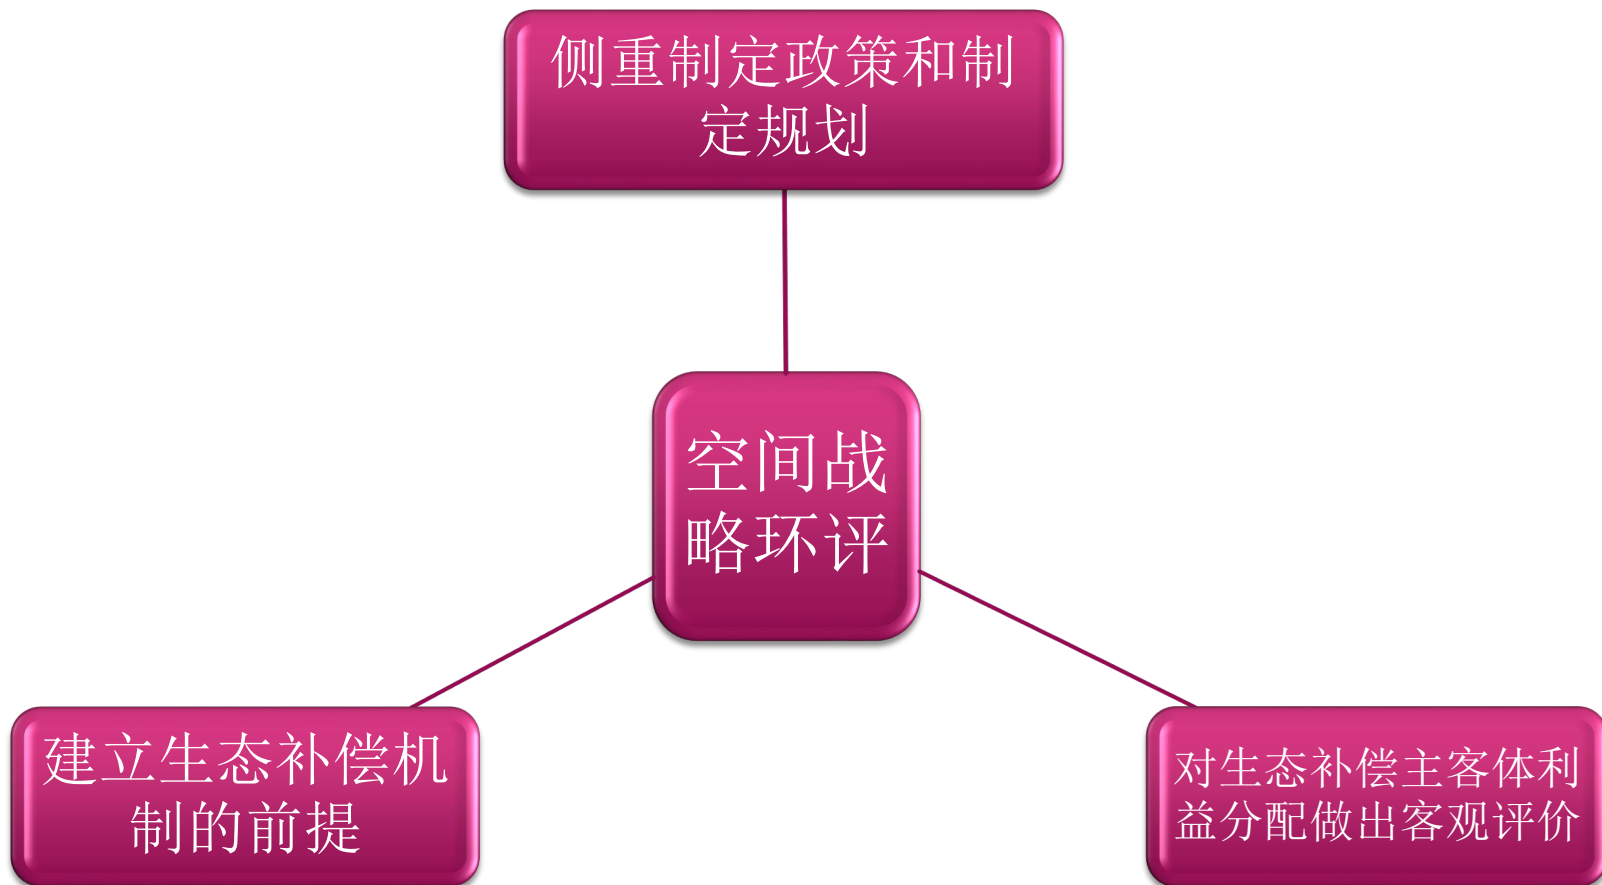 侧重制定政策和制
定规划
空间战
略环评
建立生态补偿机
制的前提
对生态补偿主客体利
益分配做出客观评价